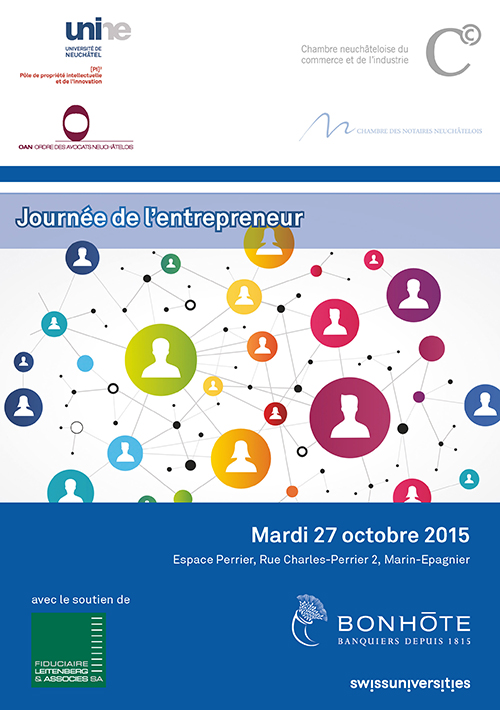 unine
UNIVERSITÉ DE
NEUCHÂTEL
[PI]²
Pôle de propriété intellectuelle
et de l'innovation
Chambre neuchâteloise du
commerce et de l'industrie
C©
OAN ORDRE DES AVOCATS NEUCHÂTELOIS
CHAMBRE DES NOTAIRES NEUCHÂTELOIS
Journée de l'entrepreneur
Mardi 27 octobre 2015
Espace Perrier, Rue Charles-Perrier 2, Marin-Epagnier
avec le soutien de
FIDUCIAIRE
LEITENBERG
& ASSOCIES SA
BONHÔTE
BANQUIERS DEPUIS 1815
swissuniversities